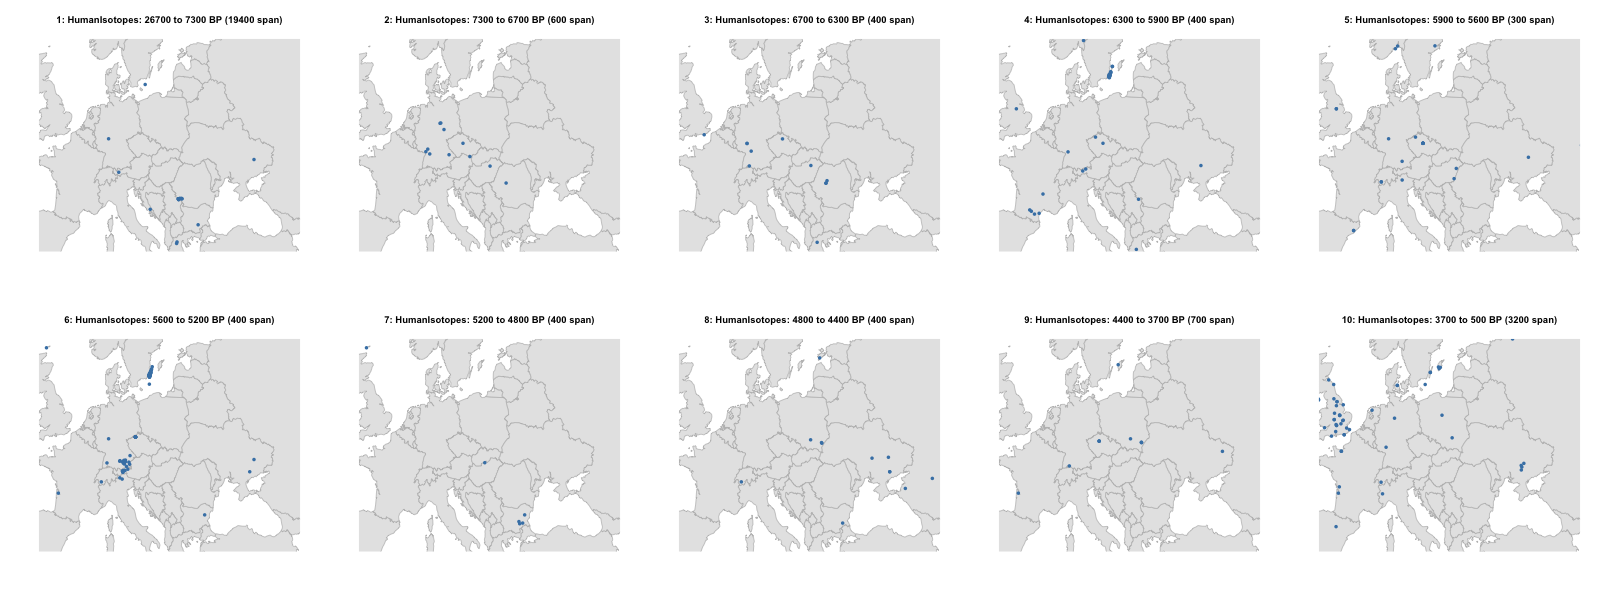 1: HumanIsotopes: 26700 to 7300 BP (19400 span)
2: HumanIsotopes: 7300 to 6700 BP (600 span)
3: HumanIsotopes: 6700 to 6300 BP (400 span)
4: HumanIsotopes: 6300 to 5900 BP (400 span)
5: HumanIsotopes: 5900 to 5600 BP (300 span)
6: HumanIsotopes: 5600 to 5200 BP (400 span)
7: HumanIsotopes: 5200 to 4800 BP (400 span)
8: HumanIsotopes: 4800 to 4400 BP (400 span)
9: HumanIsotopes: 4400 to 3700 BP (700 span)
10: HumanIsotopes: 3700 to 500 BP (3200 span)